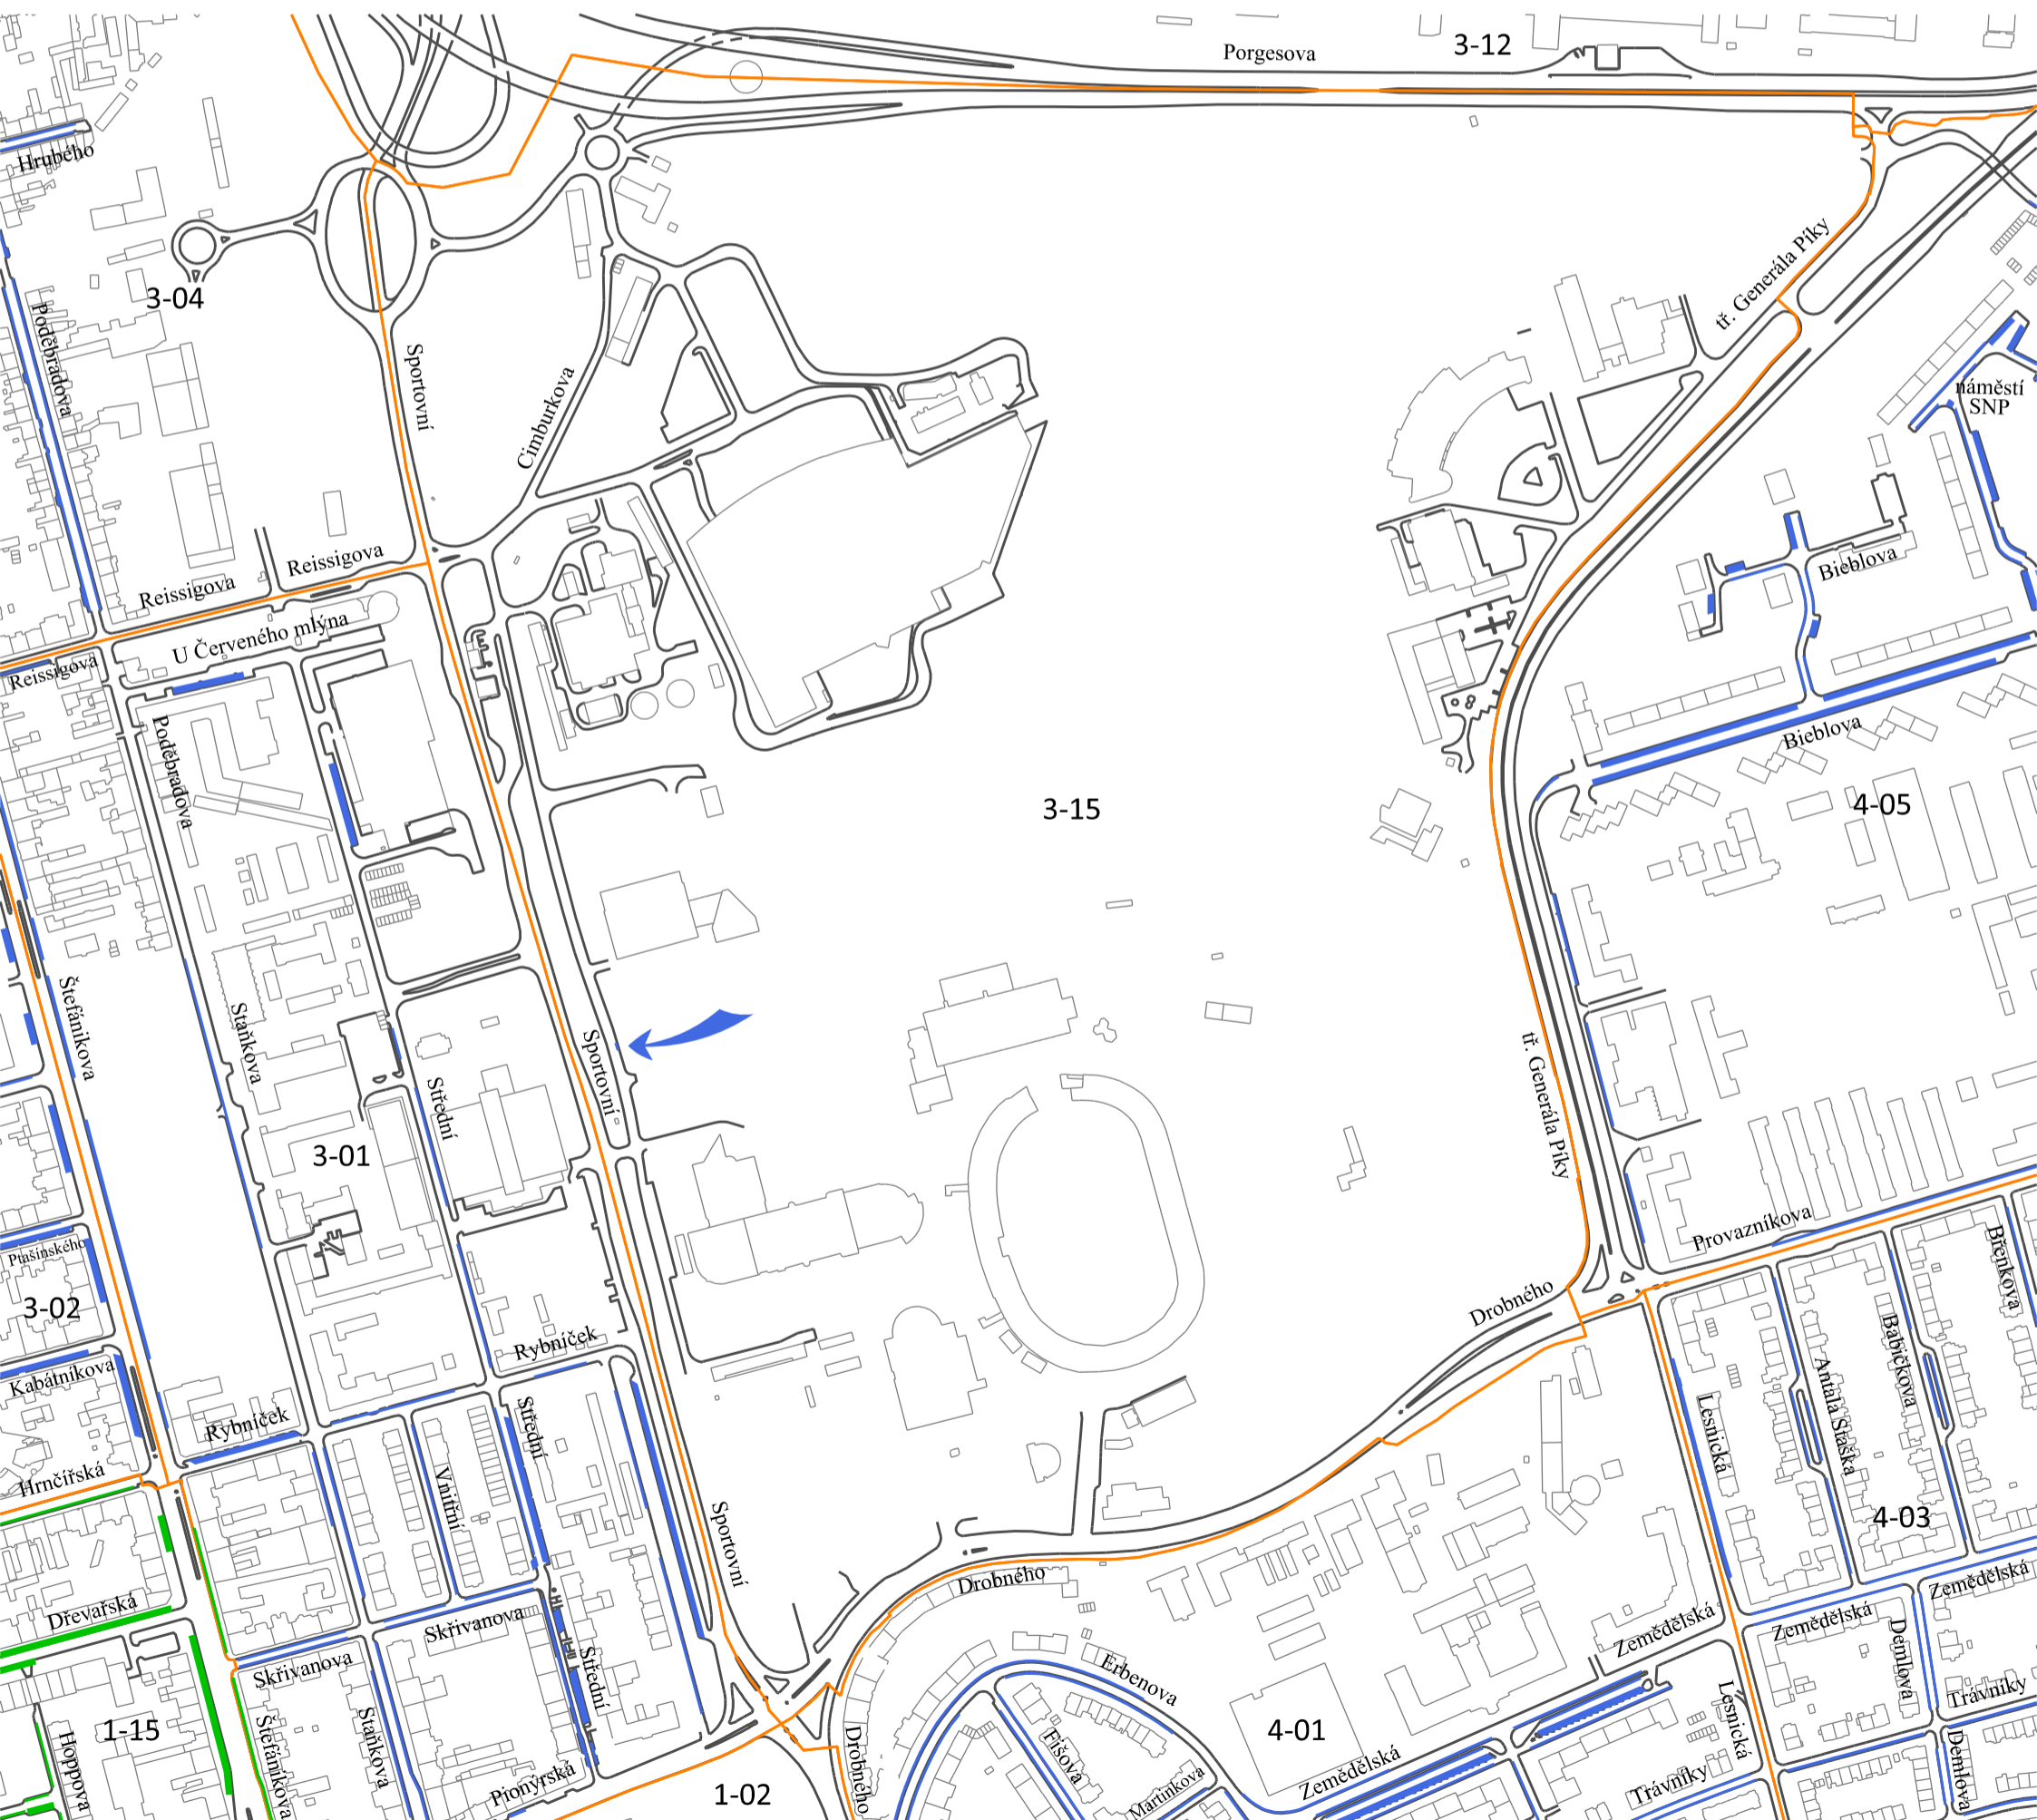 Porgesova
3-12
Hrubého
3-04
tř. Generála Píky
Poděbradova
Sportovní
Cimburkova
náměstí
SNP
Reissigova
Reissigova
Bieblova
U Červeného mlýna
Reissigova
Poděbradova
Bieblova
3-15
4-05
Štefánikova
Staňkova
Sportovní
Střední
tř. Generála Píky
3-01
Provazníkova
Ptašínského
Břenkova
3-02
Drobného
Rybníček
Kabátníkova
Babičkova
Antala Staška
Lesnická
Rybníček
Střední
Hrnčířská
Vnitřní
Sportovní
4-03
Drobného
Zemědělská
Dřevařská
Skřivanova
Zemědělská
Zemědělská
Demlova
Skřivanova
Střední
Erbenova
Trávníky
1-15
Hoppova
Štefánikova
Staňkova
Drobného
4-01
Lesnická
Fišova
Demlova
Zemědělská
Pionýrská
1-02
Martinkova
Trávníky